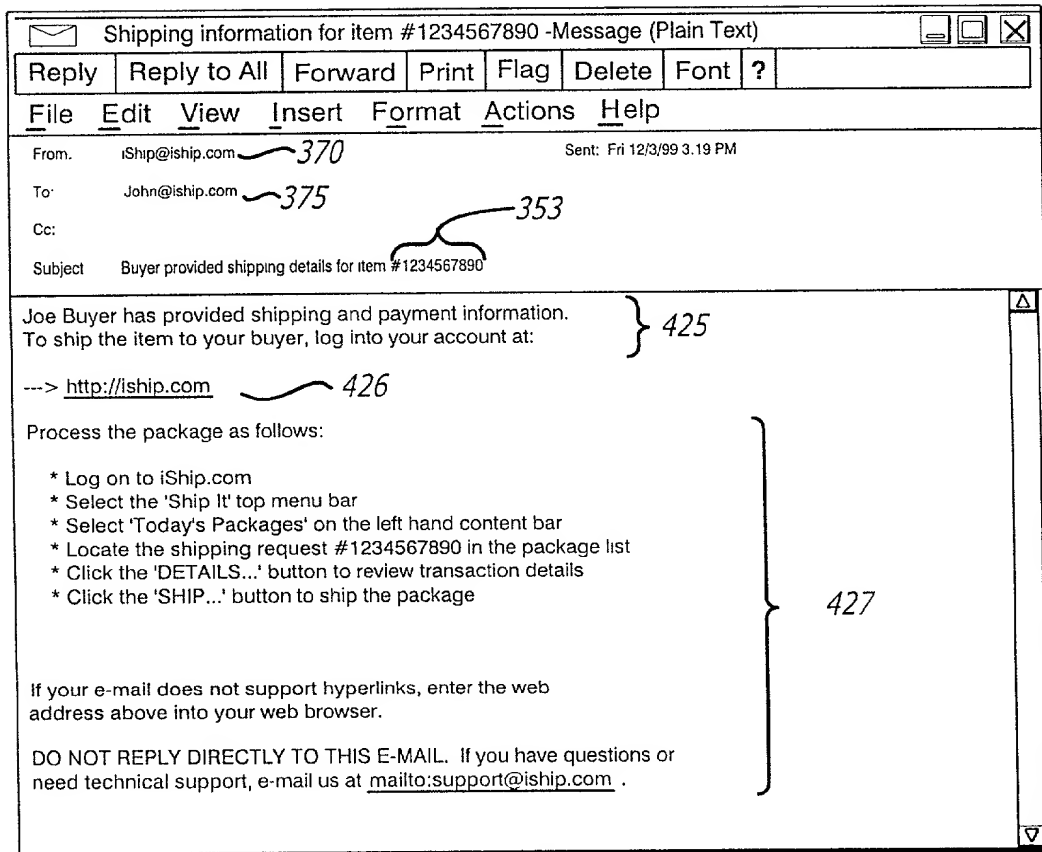 Shipping information for item #1234567890 -Message (Plain Text)
Reply Reply to All Forward Print Flag Delete Font ?
File Edit View Insert Format Actions Help
From. iShip@iship.com 370 Sent: Fri 12/3/99 3.19 PM
To· John@iship.com 375
353
Cc:
Subject Buyer provided shipping details for item #1234567890
Joe Buyer has provided shipping and payment information.
To ship the item to your buyer, log into your account at:
425
---> http://iship.com 426
Process the package as follows:
* Log on to iShip.com
* Select the 'Ship It' top menu bar
* Select 'Today's Packages' on the left hand content bar
* Locate the shipping request #1234567890 in the package list
* Click the 'DETAILS...' button to review transaction details
* Click the 'SHIP...' button to ship the package
427
If your e-mail does not support hyperlinks, enter the web
address above into your web browser.
DO NOT REPLY DIRECTLY TO THIS E-MAIL. If you have questions or
need technical support, e-mail us at mailto:support@iship.com .